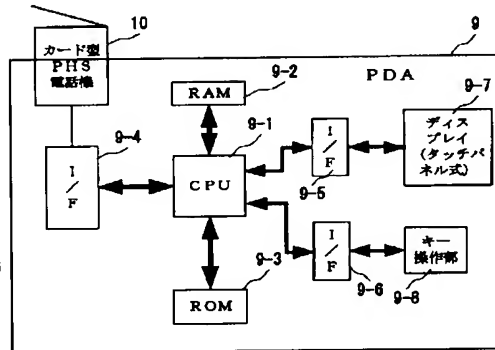 10
カード型
PHS
電話機
9
PDA
9-2
RAM
9-7
ディス
プレイ
(タッチパ
ネル式)
9-1
CPU
9-4
I
/
F
I
/
F
9-5
I
/
F
9-6
キー
操作部
9-8
9-3
ROM